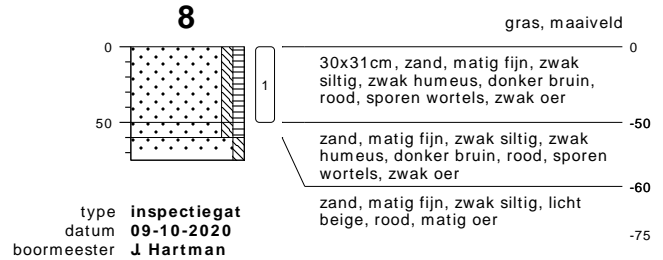 8
gras, maaiveld
0
0
30x31cm, zand, matig fijn, zwak
siltig, zwak humeus, donker bruin,
rood, sporen wortels, zwak oer
1
50
-50
zand, matig fijn, zwak siltig, zwak
humeus, donker bruin, rood, sporen
wortels, zwak oer
-60
zand, matig fijn, zwak siltig, licht
beige, rood, matig oer
-75
type inspectiegat
datum 09-10-2020
boormeester J. Hartman